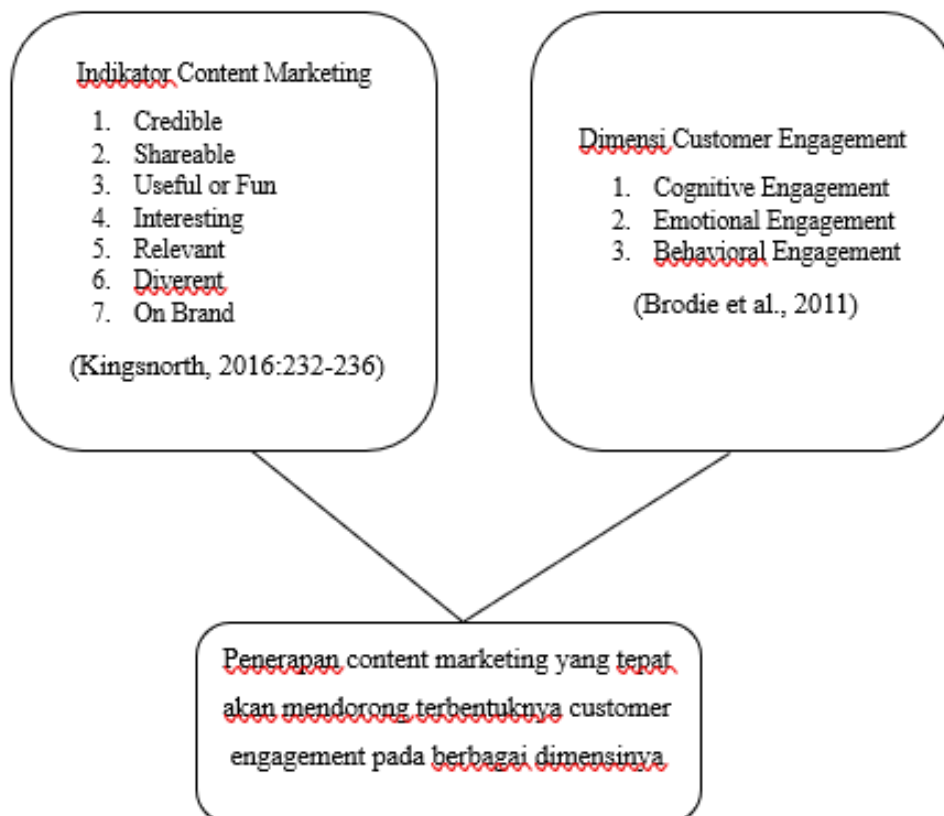 Indikator Content Marketing
1. Credible
2. Shareable
3. Useful or Fun
4. Interesting
5. Relevant
6. Diverent
7. On Brand
(Kingsnorth, 2016:232-236)
Dimensi Customer Engagement
1. Cognitive Engagement
2. Emotional Engagement
3. Behavioral Engagement
(Brodie et al., 2011)
Penerapan content marketing yang tepat
akan mendorong terbentuknya customer
engagement pada berbagai dimensinya